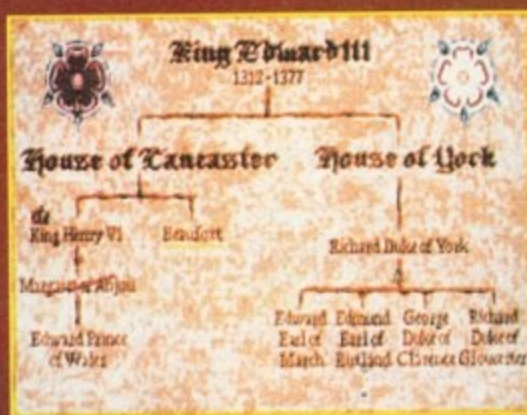 King Edward III
1312-1377
House of Lancaster
House of York
King Henry VI
Beaufort
Richard Duke of York
Margaret of Anjou
Edward Prince
of Wales
Edward
Earl of
March
Edmund
Earl of
Rutland
George
Duke of
Clarence
Richard
Duke of
Gloucester